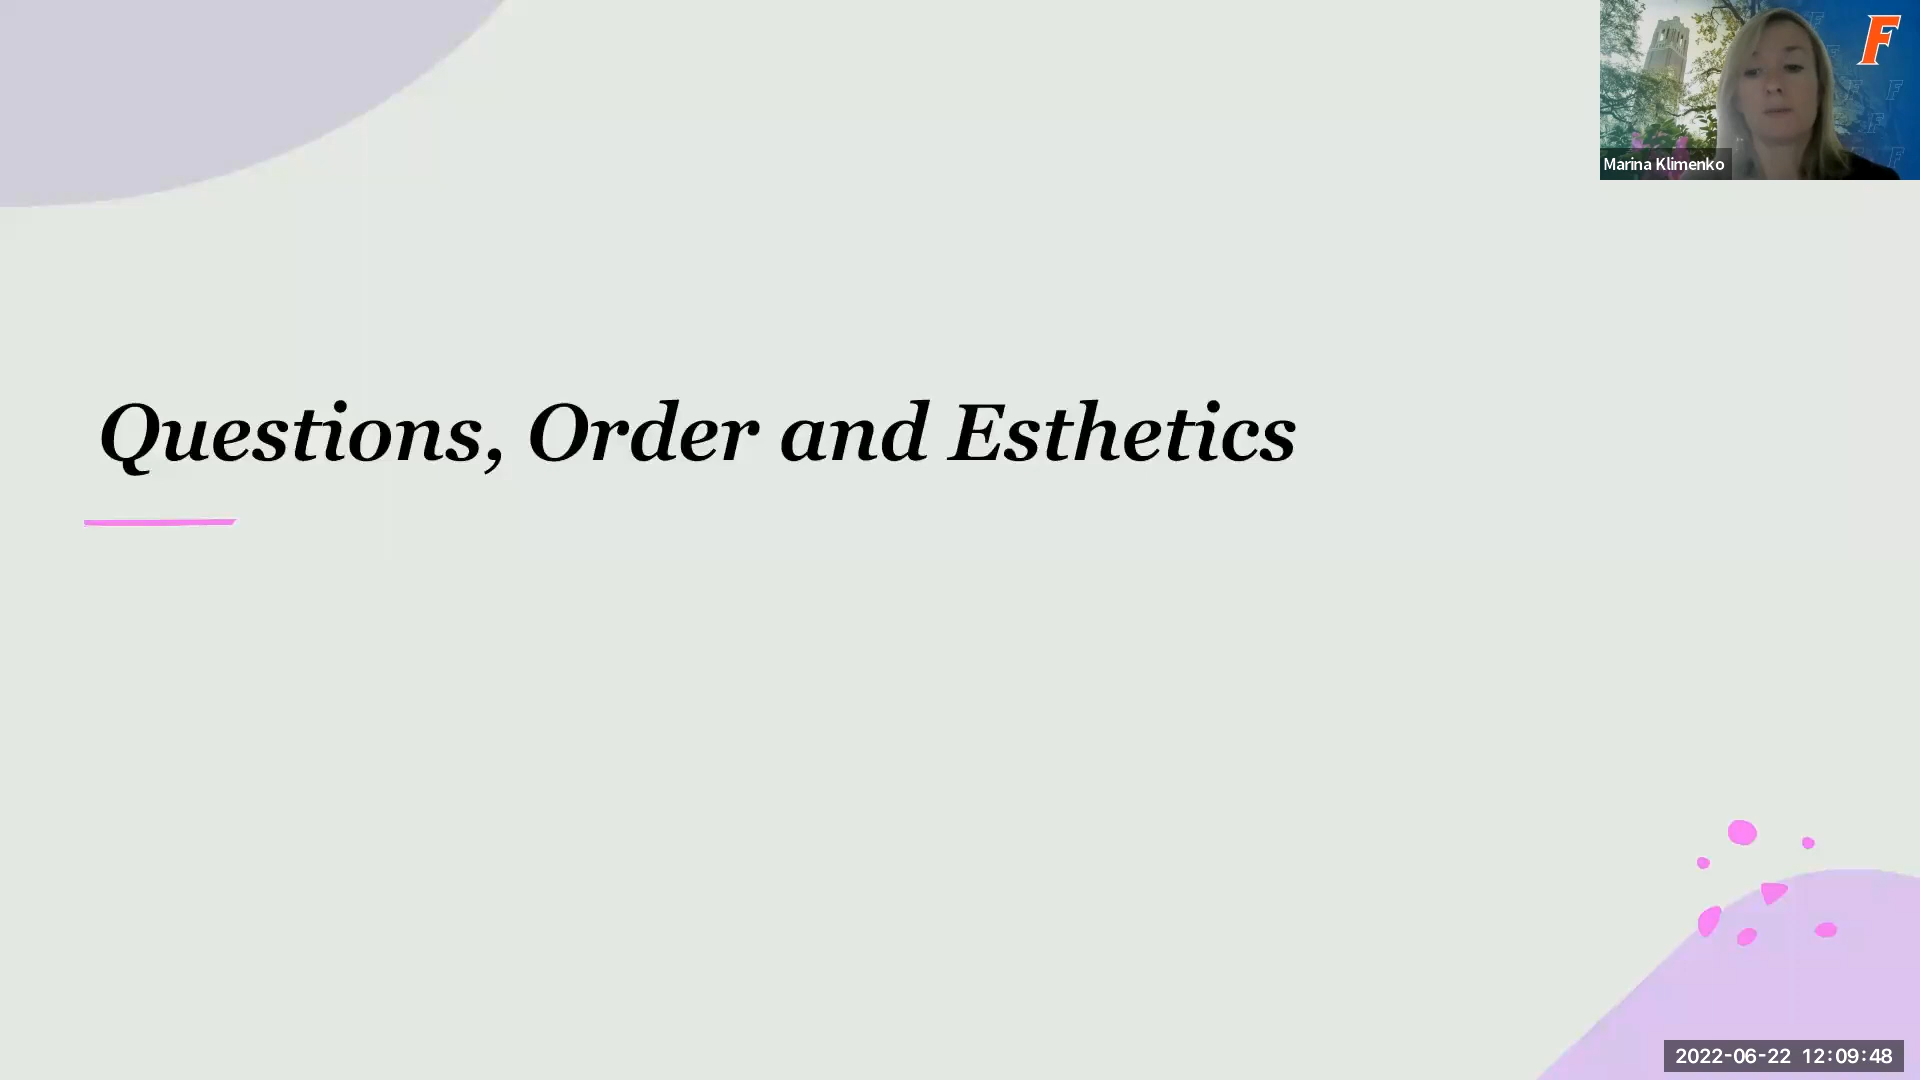 F
Marina Klimenko
Questions, Order and Esthetics
2022-06-22 12:09:48